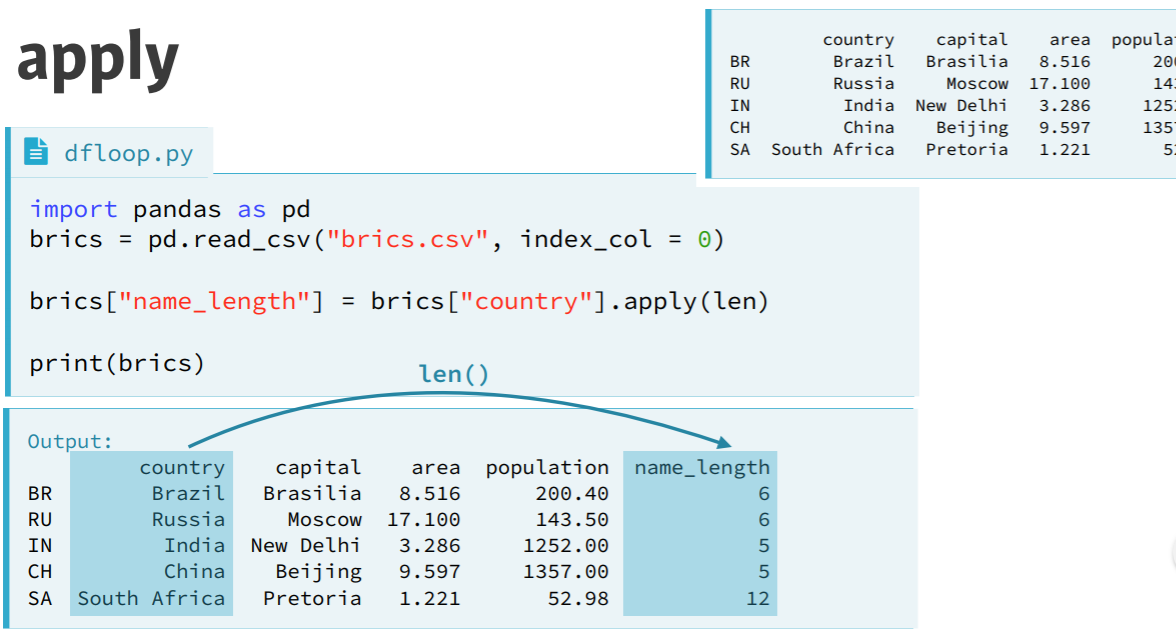 apply
country capital area
BR Brazil Brasilia 8.516
RU Russia Moscow 17.100
IN India New Delhi 3.286
CH China Beijing 9.597
SA South Africa Pretoria 1.221
dfloop.py
import pandas as pd
brics = pd.read_csv("brics.csv", index_col = 0)
brics["name_length"] = brics["country"].apply(len)
print(brics)
len()
Output:
country capital area population name_length
BR Brazil Brasilia 8.516 200.40 6
RU Russia Moscow 17.100 143.50 6
IN India New Delhi 3.286 1252.00 5
CH China Beijing 9.597 1357.00 5
SA South Africa Pretoria 1.221 52.98 12